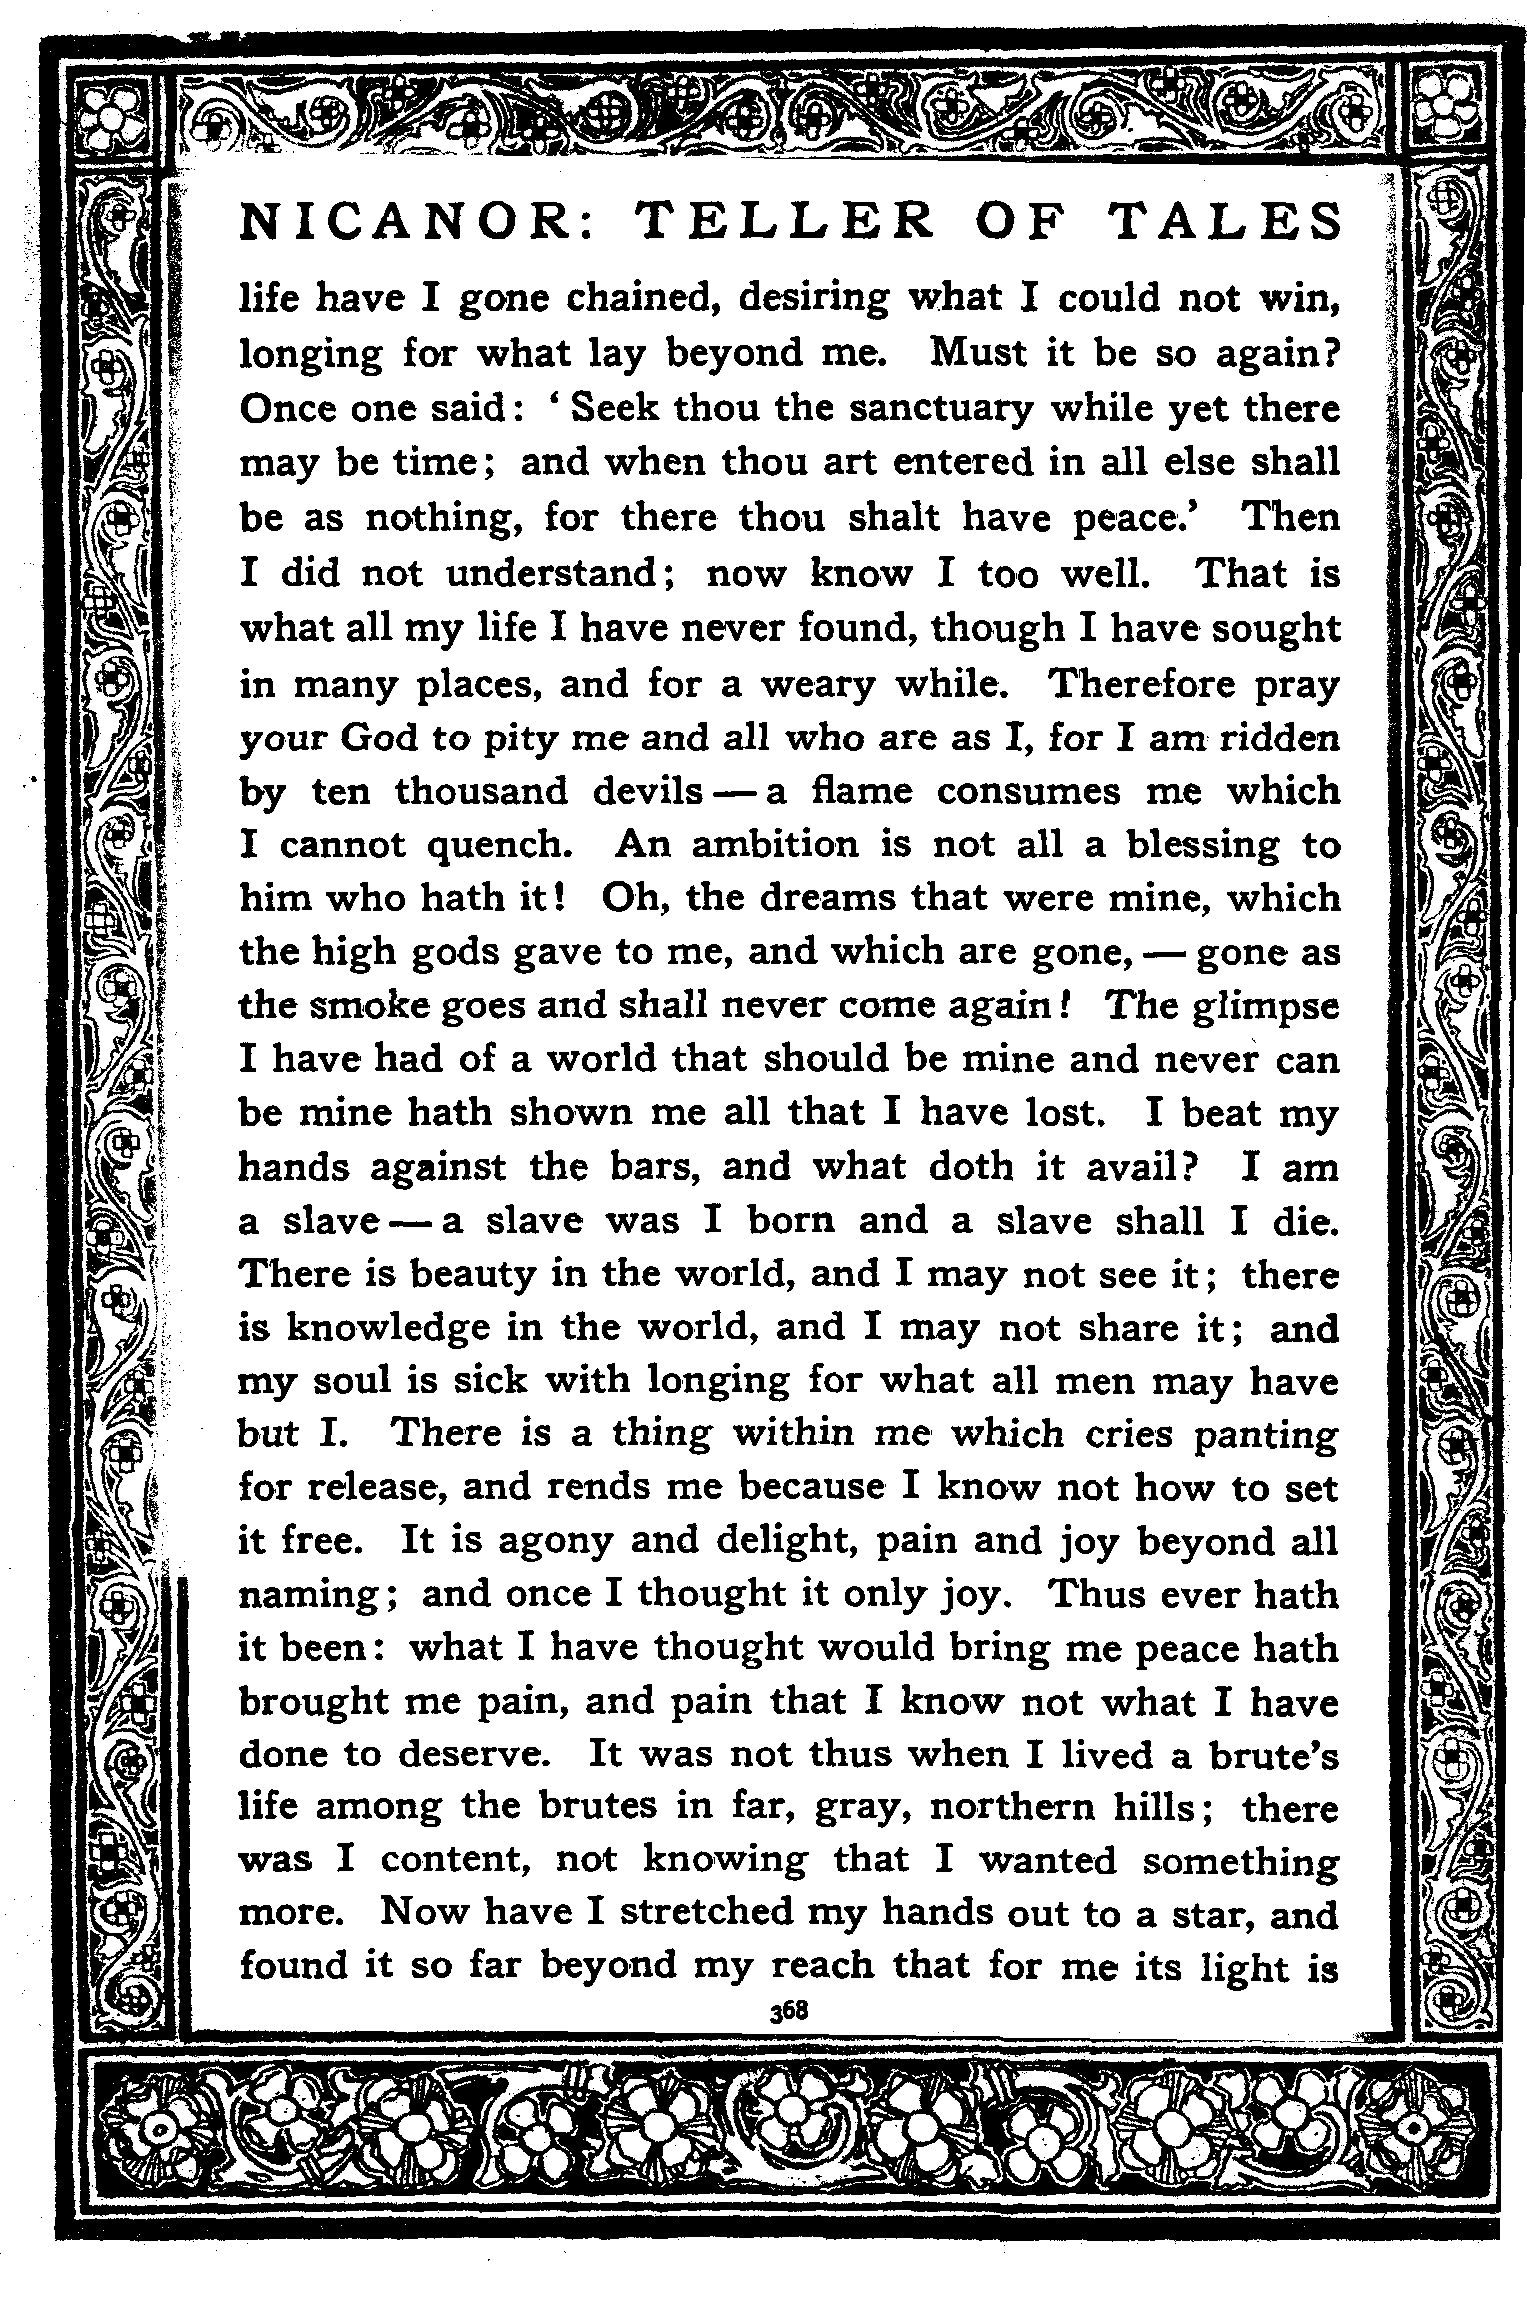 NICANOR: TELLER OF TALES
life have I gone chained, desiring what I could not win,
longing for what lay beyond me. Must it be so again?
Once one said: ‘Seek thou the sanctuary while yet there
may be time; and when thou art entered in all else shall
be as nothing, for there thou shalt have peace.’ Then
I did not understand; now know I too well. That is
what all my life I have never found, though I have sought
in many places, and for a weary while. Therefore pray
your God to pity me and all who are as I, for I am ridden
by ten thousand devils—a flame consumes me which
I cannot quench. An ambition is not all a blessing to
him who hath it! Oh, the dreams that were mine, which
the high gods gave to me, and which are gone,—gone as
the smoke goes and shall never come again! The glimpse
I have had of a world that should be mine and never can
be mine hath shown me all that I have lost. I beat my
hands against the bars, and what doth it avail? I am
a slave—a slave was I born and a slave shall I die.
There is beauty in the world, and I may not see it; there
is knowledge in the world, and I may not share it; and
my soul is sick with longing for what all men may have
but I. There is a thing within me which cries panting
for release, and rends me because I know not how to set
it free. It is agony and delight, pain and joy beyond all
naming; and once I thought it only joy. Thus ever hath
it been: what I have thought would bring me peace hath
brought me pain, and pain that I know not what I have
done to deserve. It was not thus when I lived a brute’s
life among the brutes in far, gray, northern hills; there
was I content, not knowing that I wanted something
more. Now have I stretched my hands out to a star, and
found it so far beyond my reach that for me its light is
368